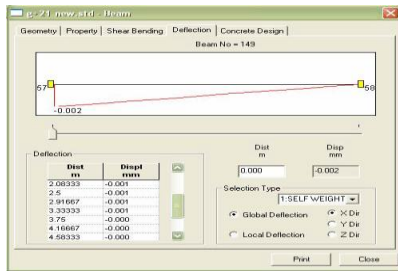 g+21 new.std - Beam
Geometry Property Shear Bending Deflection Concrete Design
Beam No = 149
57
58
-0.002
Dist
m
Disp
mm
0.000
-0.002
Deflection
Dist
m
Displ
mm
2.08333 -0.001
2.5 -0.001
2.91667 -0.001
3.33333 -0.001
3.75 -0.000
4.16667 -0.000
4.58333 -0.000
Selection Type
1:SELF WEIGHT
Global Deflection
Local Deflection
X Dir
Y Dir
Z Dir
Print Close